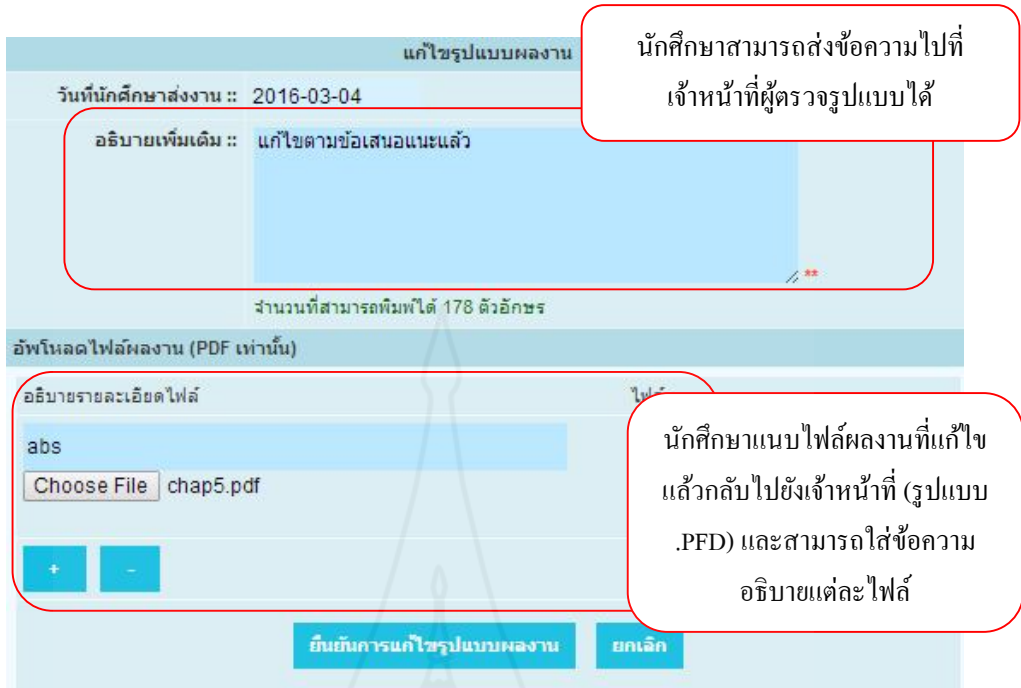 แก้ไขรูปแบบผลงาน
นักศึกษาสามารถส่งข้อความไปที่
เจ้าหน้าที่ผู้ตรวจรูปแบบได้
วันที่นักศึกษาส่งงาน :: 2016-03-04
อธิบายเพิ่มเติม :: แก้ไขตามข้อเสนอแนะแล้ว
**
จำนวนที่สามารถพิมพ์ได้ 178 ตัวอักษร
อัพโหลดไฟล์ผลงาน (PDF เท่านั้น)
อธิบายรายละเอียดไฟล์ ไฟล์
abs
Choose File chap5.pdf
นักศึกษาแนบไฟล์ผลงานที่แก้ไข
แล้วกลับไปยังเจ้าหน้าที่ (รูปแบบ
.PFD) และสามารถใส่ข้อความ
อธิบายแต่ละไฟล์
+ -
ยืนยันการแก้ไขรูปแบบผลงาน ยกเลิก